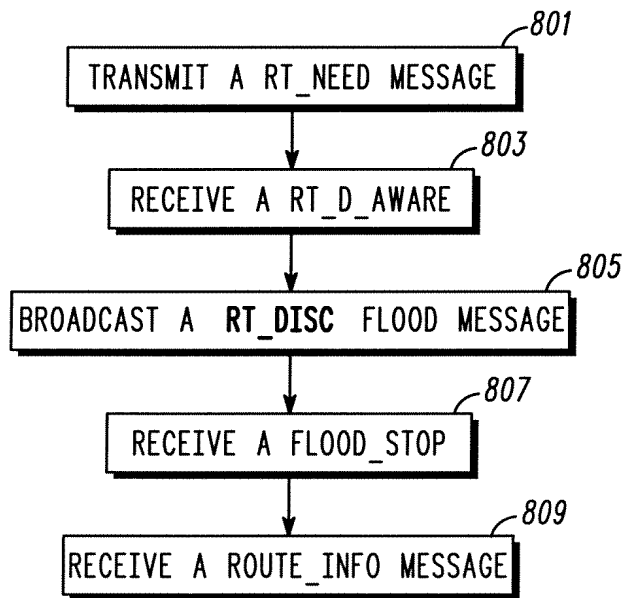 801
TRANSMIT A RT_NEED MESSAGE
803
RECEIVE A RT_D_AWARE
805
BROADCAST A RT_DISC FLOOD MESSAGE
807
RECEIVE A FLOOD_STOP
809
RECEIVE A ROUTE_INFO MESSAGE